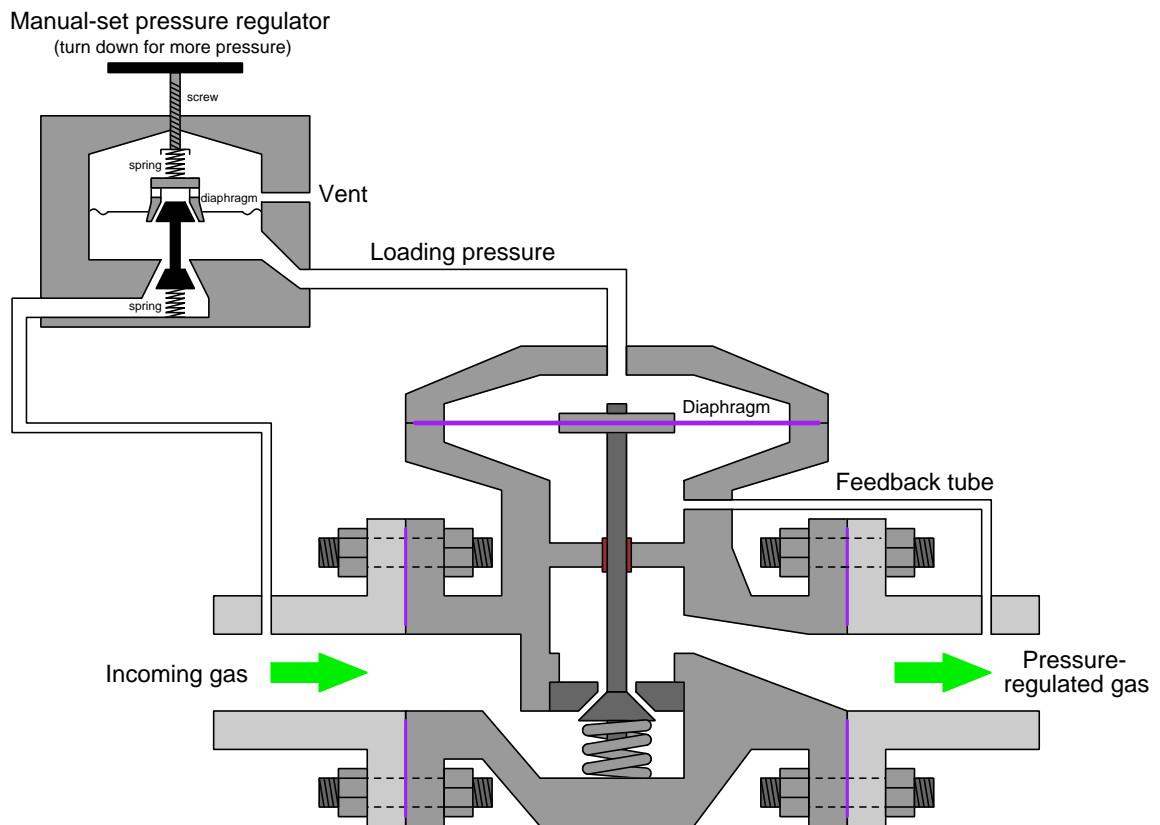 Manual-set pressure regulator
(turn down for more pressure)
screw
spring
diaphragm
Vent
Loading pressure
spring
Diaphragm
Feedback tube
Incoming gas
Pressure-
regulated gas